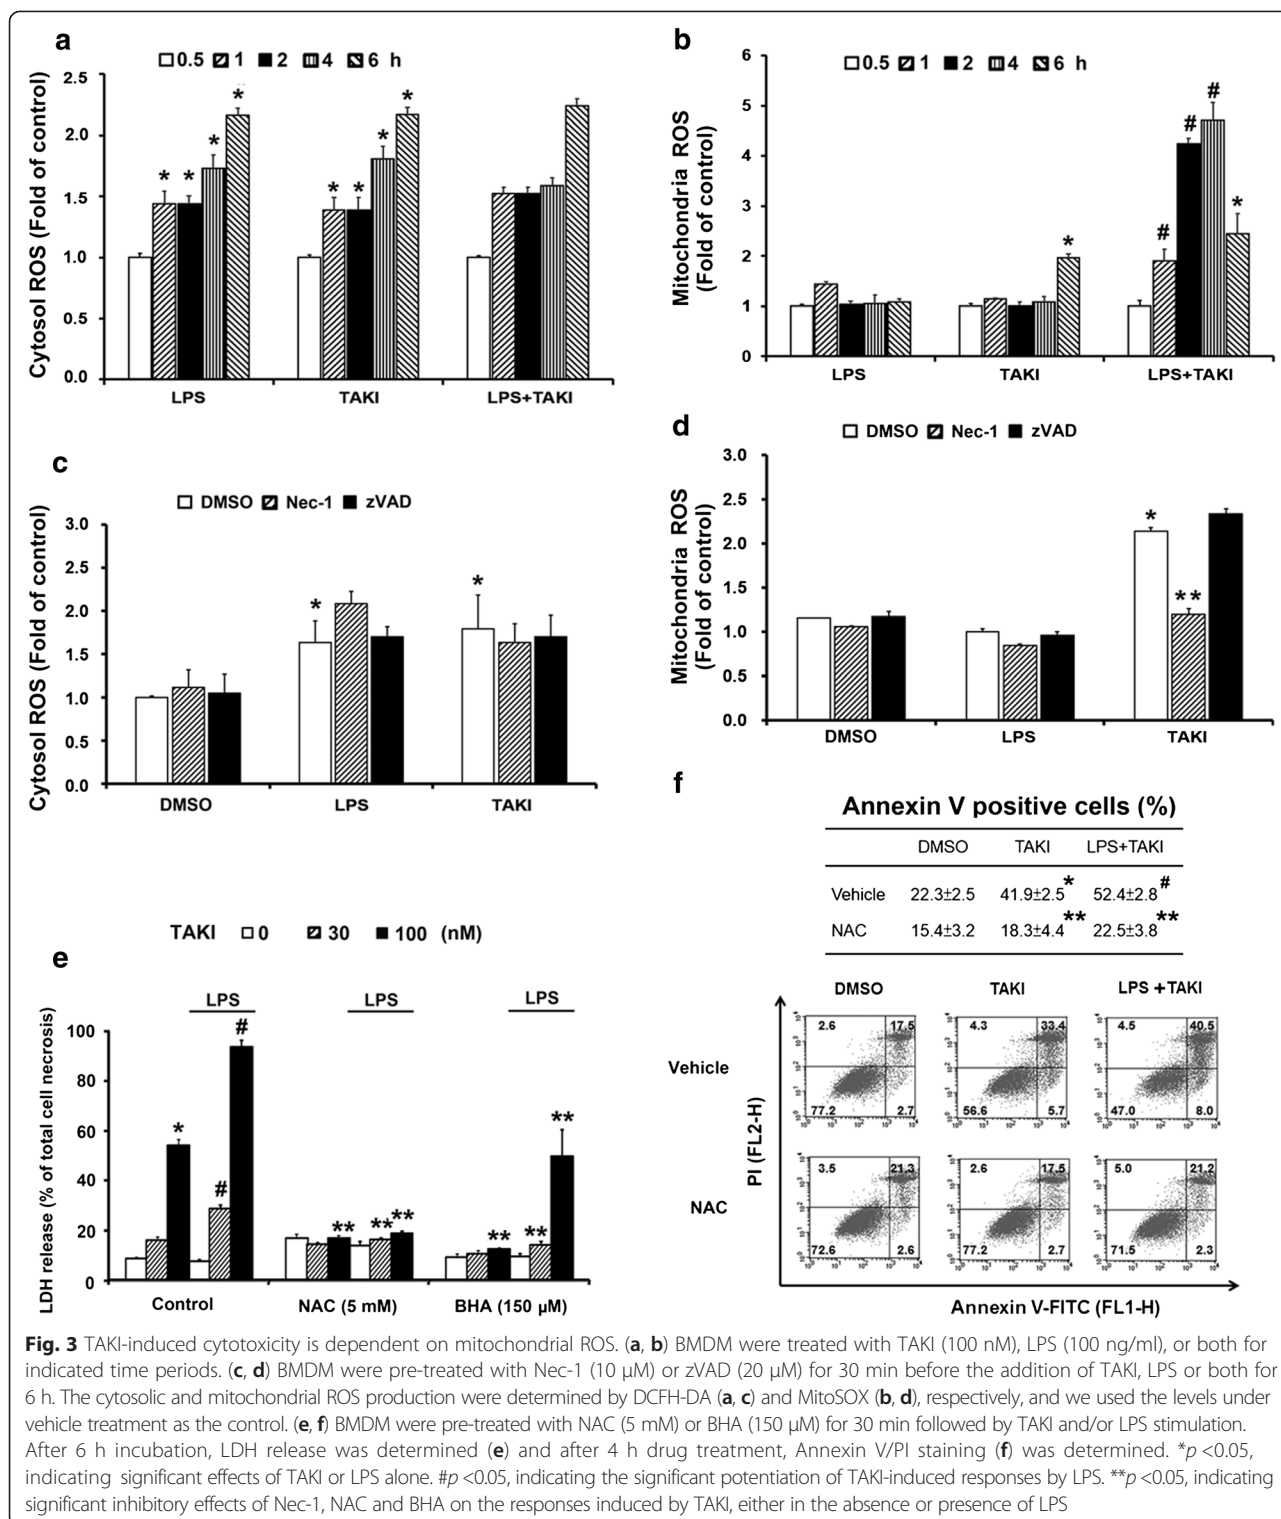 a
0.5 1 2 4 6 h
Cytosol ROS (Fold of control)
2.5
2.0
1.5
1.0
0.5
0.0
* * * *
* * * *
LPS TAKI LPS+TAKI
b
0.5 1 2 4 6 h
Mitochondria ROS
(Fold of control)
6
5
4
3
2
1
0
*
# # # *
LPS TAKI LPS+TAKI
c
DMSO Nec-1 zVAD
Cytosol ROS (Fold of control)
3.0
2.5
2.0
1.5
1.0
0.5
0.0
* *
DMSO LPS TAKI
d
DMSO Nec-1 zVAD
Mitochondria ROS
(Fold of control)
3.0
2.5
2.0
1.5
1.0
0.5
0.0
* **
DMSO LPS TAKI
TAKI 0 30 100 (nM)
e
LPS LPS LPS
LDH release (% of total cell necrosis)
100
80
60
40
20
0
* # #
** ** **
** ** **
Control NAC (5 mM) BHA (150 µM)
f
Annexin V positive cells (%)
DMSO TAKI LPS+TAKI
Vehicle 22.3±2.5 41.9±2.5* 52.4±2.8#
NAC 15.4±3.2 18.3±4.4** 22.5±3.8**
DMSO TAKI LPS+TAKI
Vehicle
2.6 17.5 4.3 33.4 4.5 40.5
77.2 2.7 56.6 5.7 47.0 8.0
NAC
3.5 21.3 2.6 17.5 5.0 21.2
72.6 2.6 77.2 2.7 71.5 2.3
PI (FL2-H)
Annexin V-FITC (FL1-H)
Fig. 3 TAKI-induced cytotoxicity is dependent on mitochondrial ROS. (a, b) BMDM were treated with TAKI (100 nM), LPS (100 ng/ml), or both for
indicated time periods. (c, d) BMDM were pre-treated with Nec-1 (10 µM) or zVAD (20 µM) for 30 min before the addition of TAKI, LPS or both for
6 h. The cytosolic and mitochondrial ROS production were determined by DCFH-DA (a, c) and MitoSOX (b, d), respectively, and we used the levels under
vehicle treatment as the control. (e, f) BMDM were pre-treated with NAC (5 mM) or BHA (150 µM) for 30 min followed by TAKI and/or LPS stimulation.
After 6 h incubation, LDH release was determined (e) and after 4 h drug treatment, Annexin V/PI staining (f) was determined. *p <0.05,
indicating significant effects of TAKI or LPS alone. #p <0.05, indicating the significant potentiation of TAKI-induced responses by LPS. **p <0.05, indicating
significant inhibitory effects of Nec-1, NAC and BHA on the responses induced by TAKI, either in the absence or presence of LPS